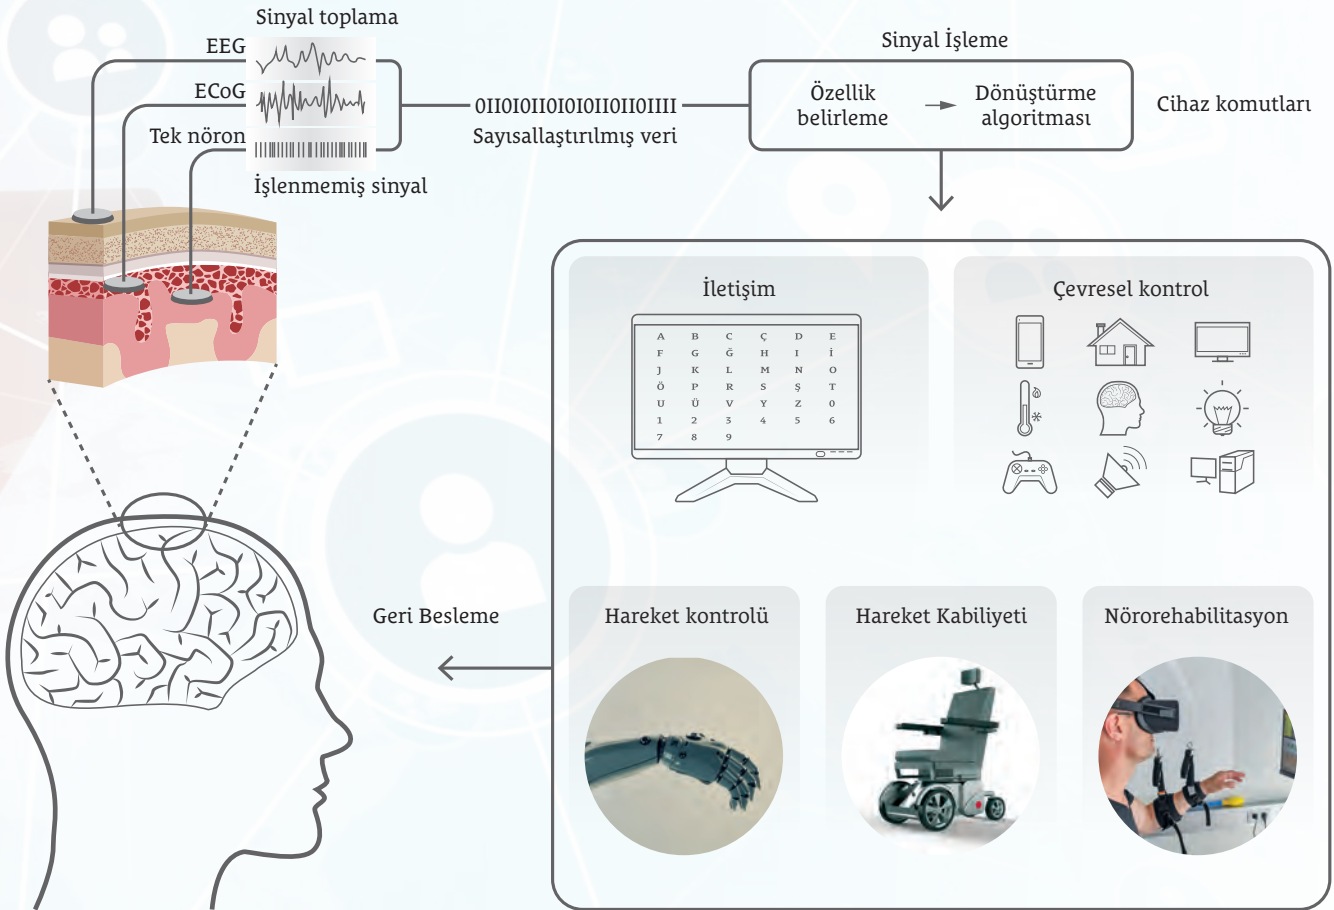 Sinyal toplama
EEG
ECoG
Tek nöron
İşlenmemiş sinyal
0II0I0II0I0I0II0II0IIII
Sayısallaştırılmış veri
Sinyal İşleme
Özellik
belirleme
Dönüştürme
algoritması
Cihaz komutları
İletişim
A B C Ç D E
F G Ğ H I İ
J K L M N O
Ö P R S Ş T
U Ü V Y Z 0
1 2 3 4 5 6
7 8 9
Çevresel kontrol
Geri Besleme
Hareket kontrolü
Hareket Kabiliyeti
Nörorehabilitasyon